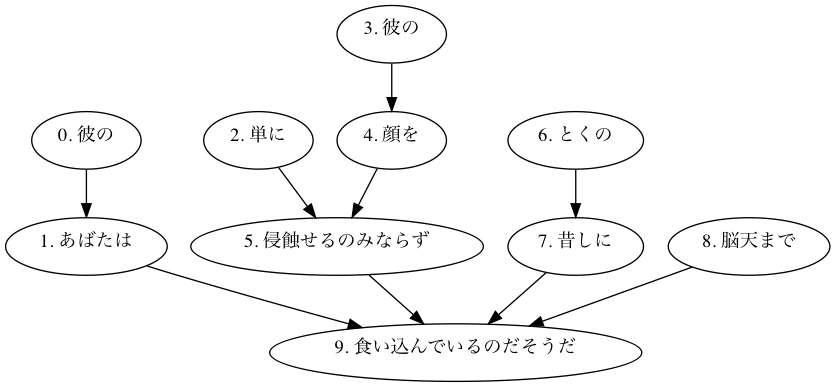 3. 彼の
0. 彼の
2. 単に
4. 顔を
6. とくの
1. あばたは
5. 侵蝕せるのみならず
7. 昔しに
8. 脳天まで
9. 食い込んでいるのだそうだ